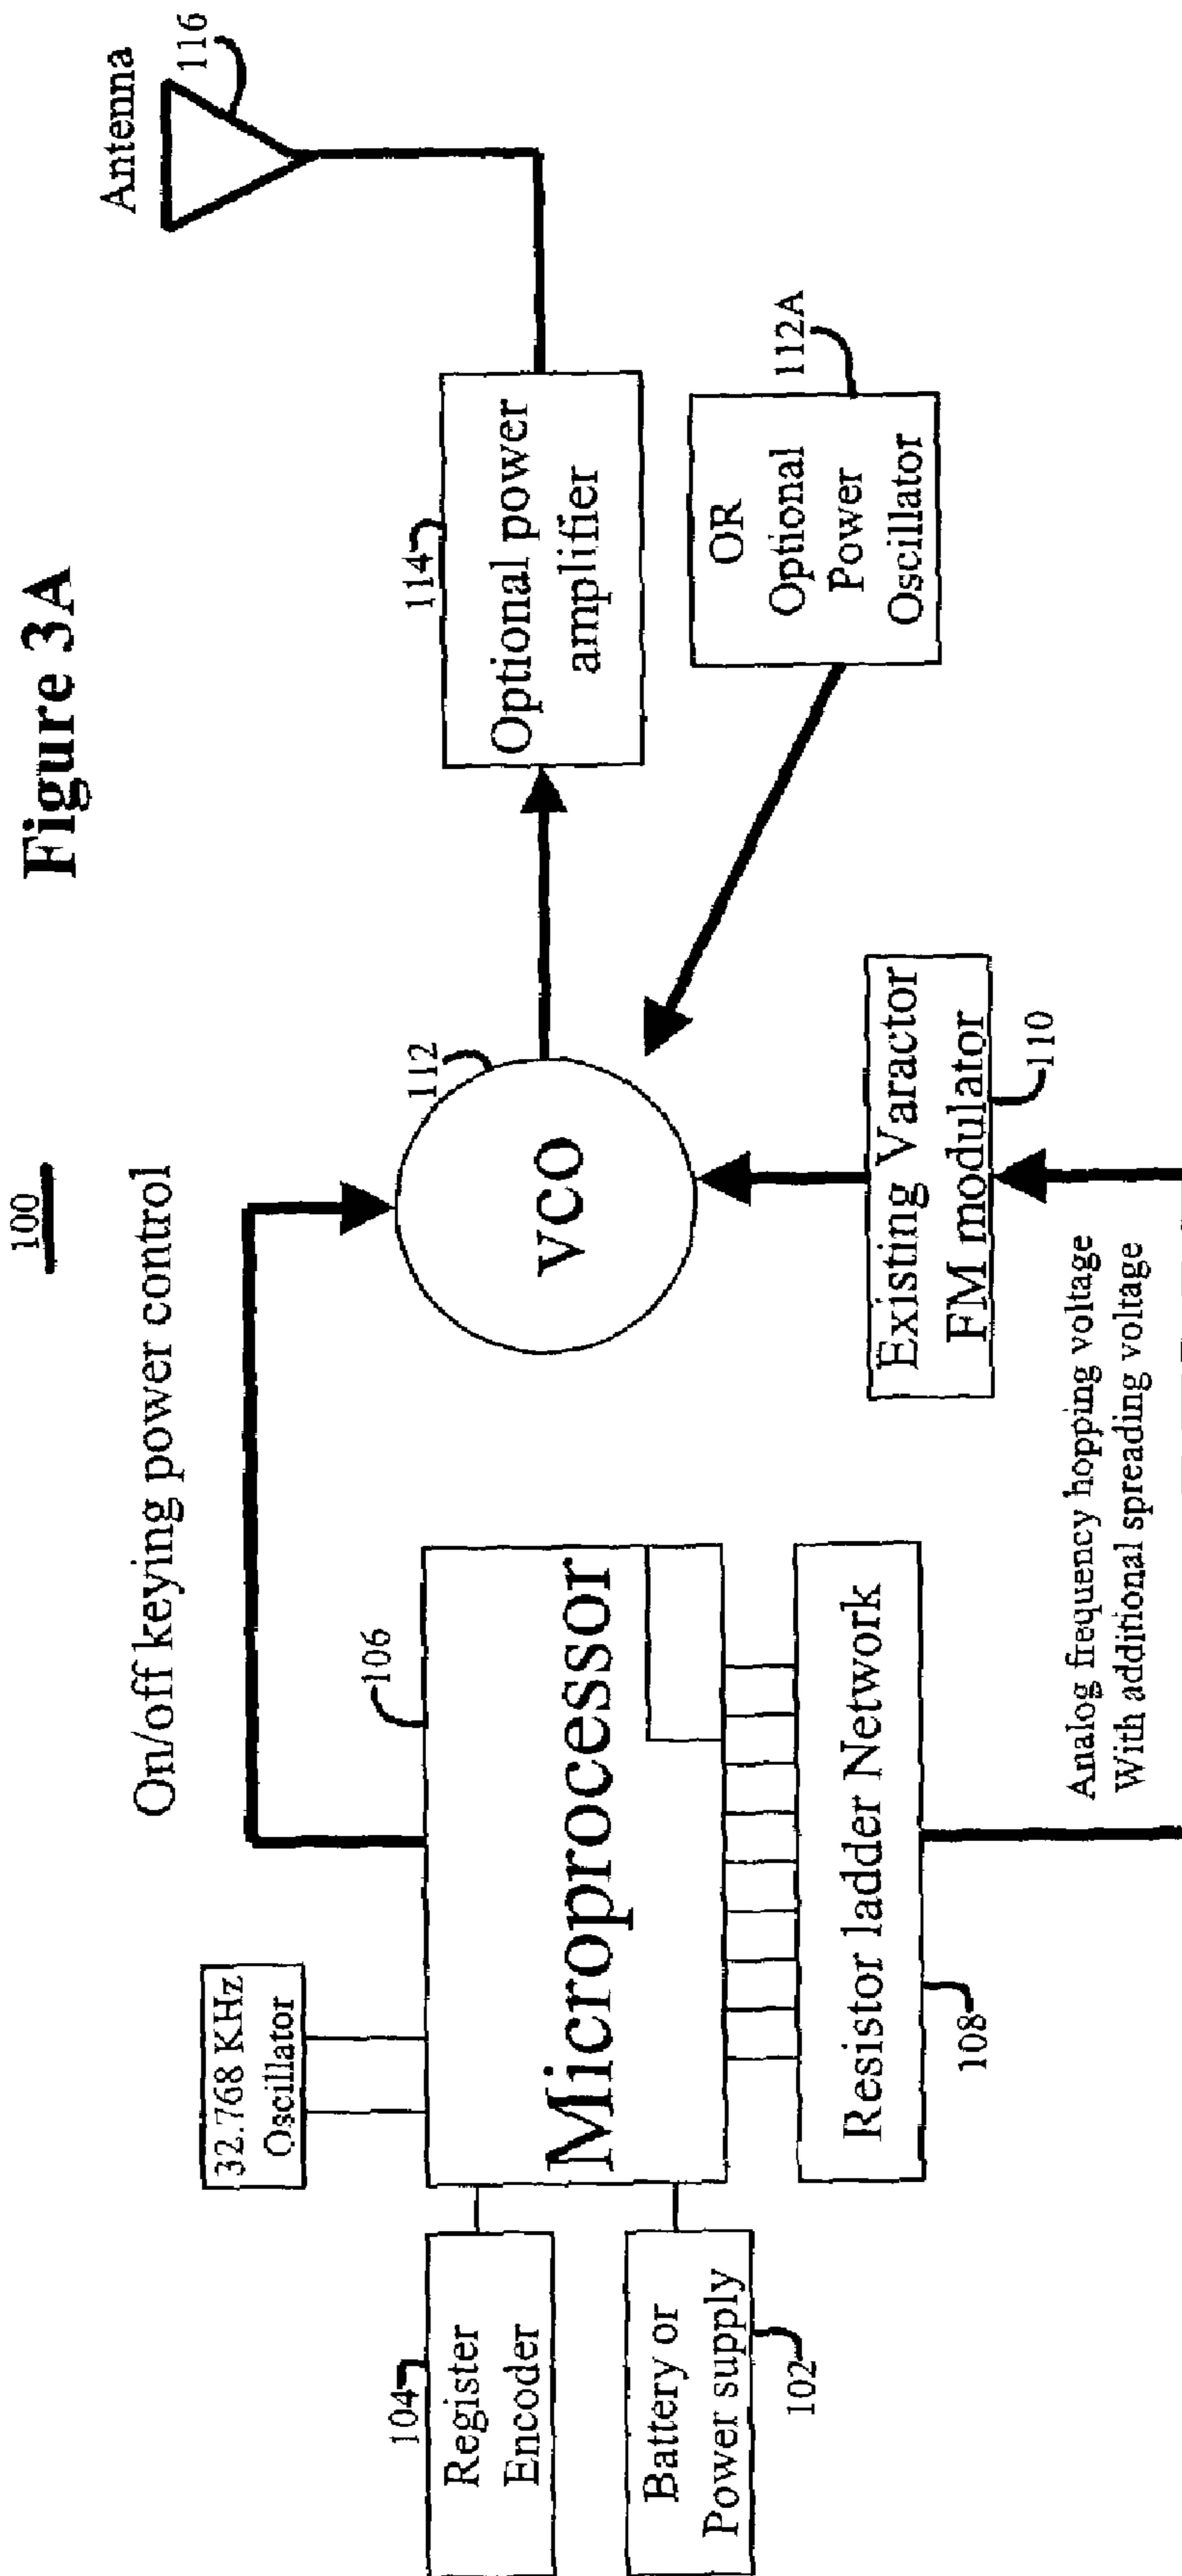 Figure 3A
100
On/off keying power control
Antenna
116
32.768 KHz
Oscillator
106
112
114
104
Register
Encoder
Microprocessor
vco
Optional power
amplifier
Battery or
Power supply
102
Resistor ladder Network
108
Existing Varactor
FM modulator
110
OR
Optional
Power
Oscillator
112A
Analog frequency hopping voltage
With additional spreading voltage